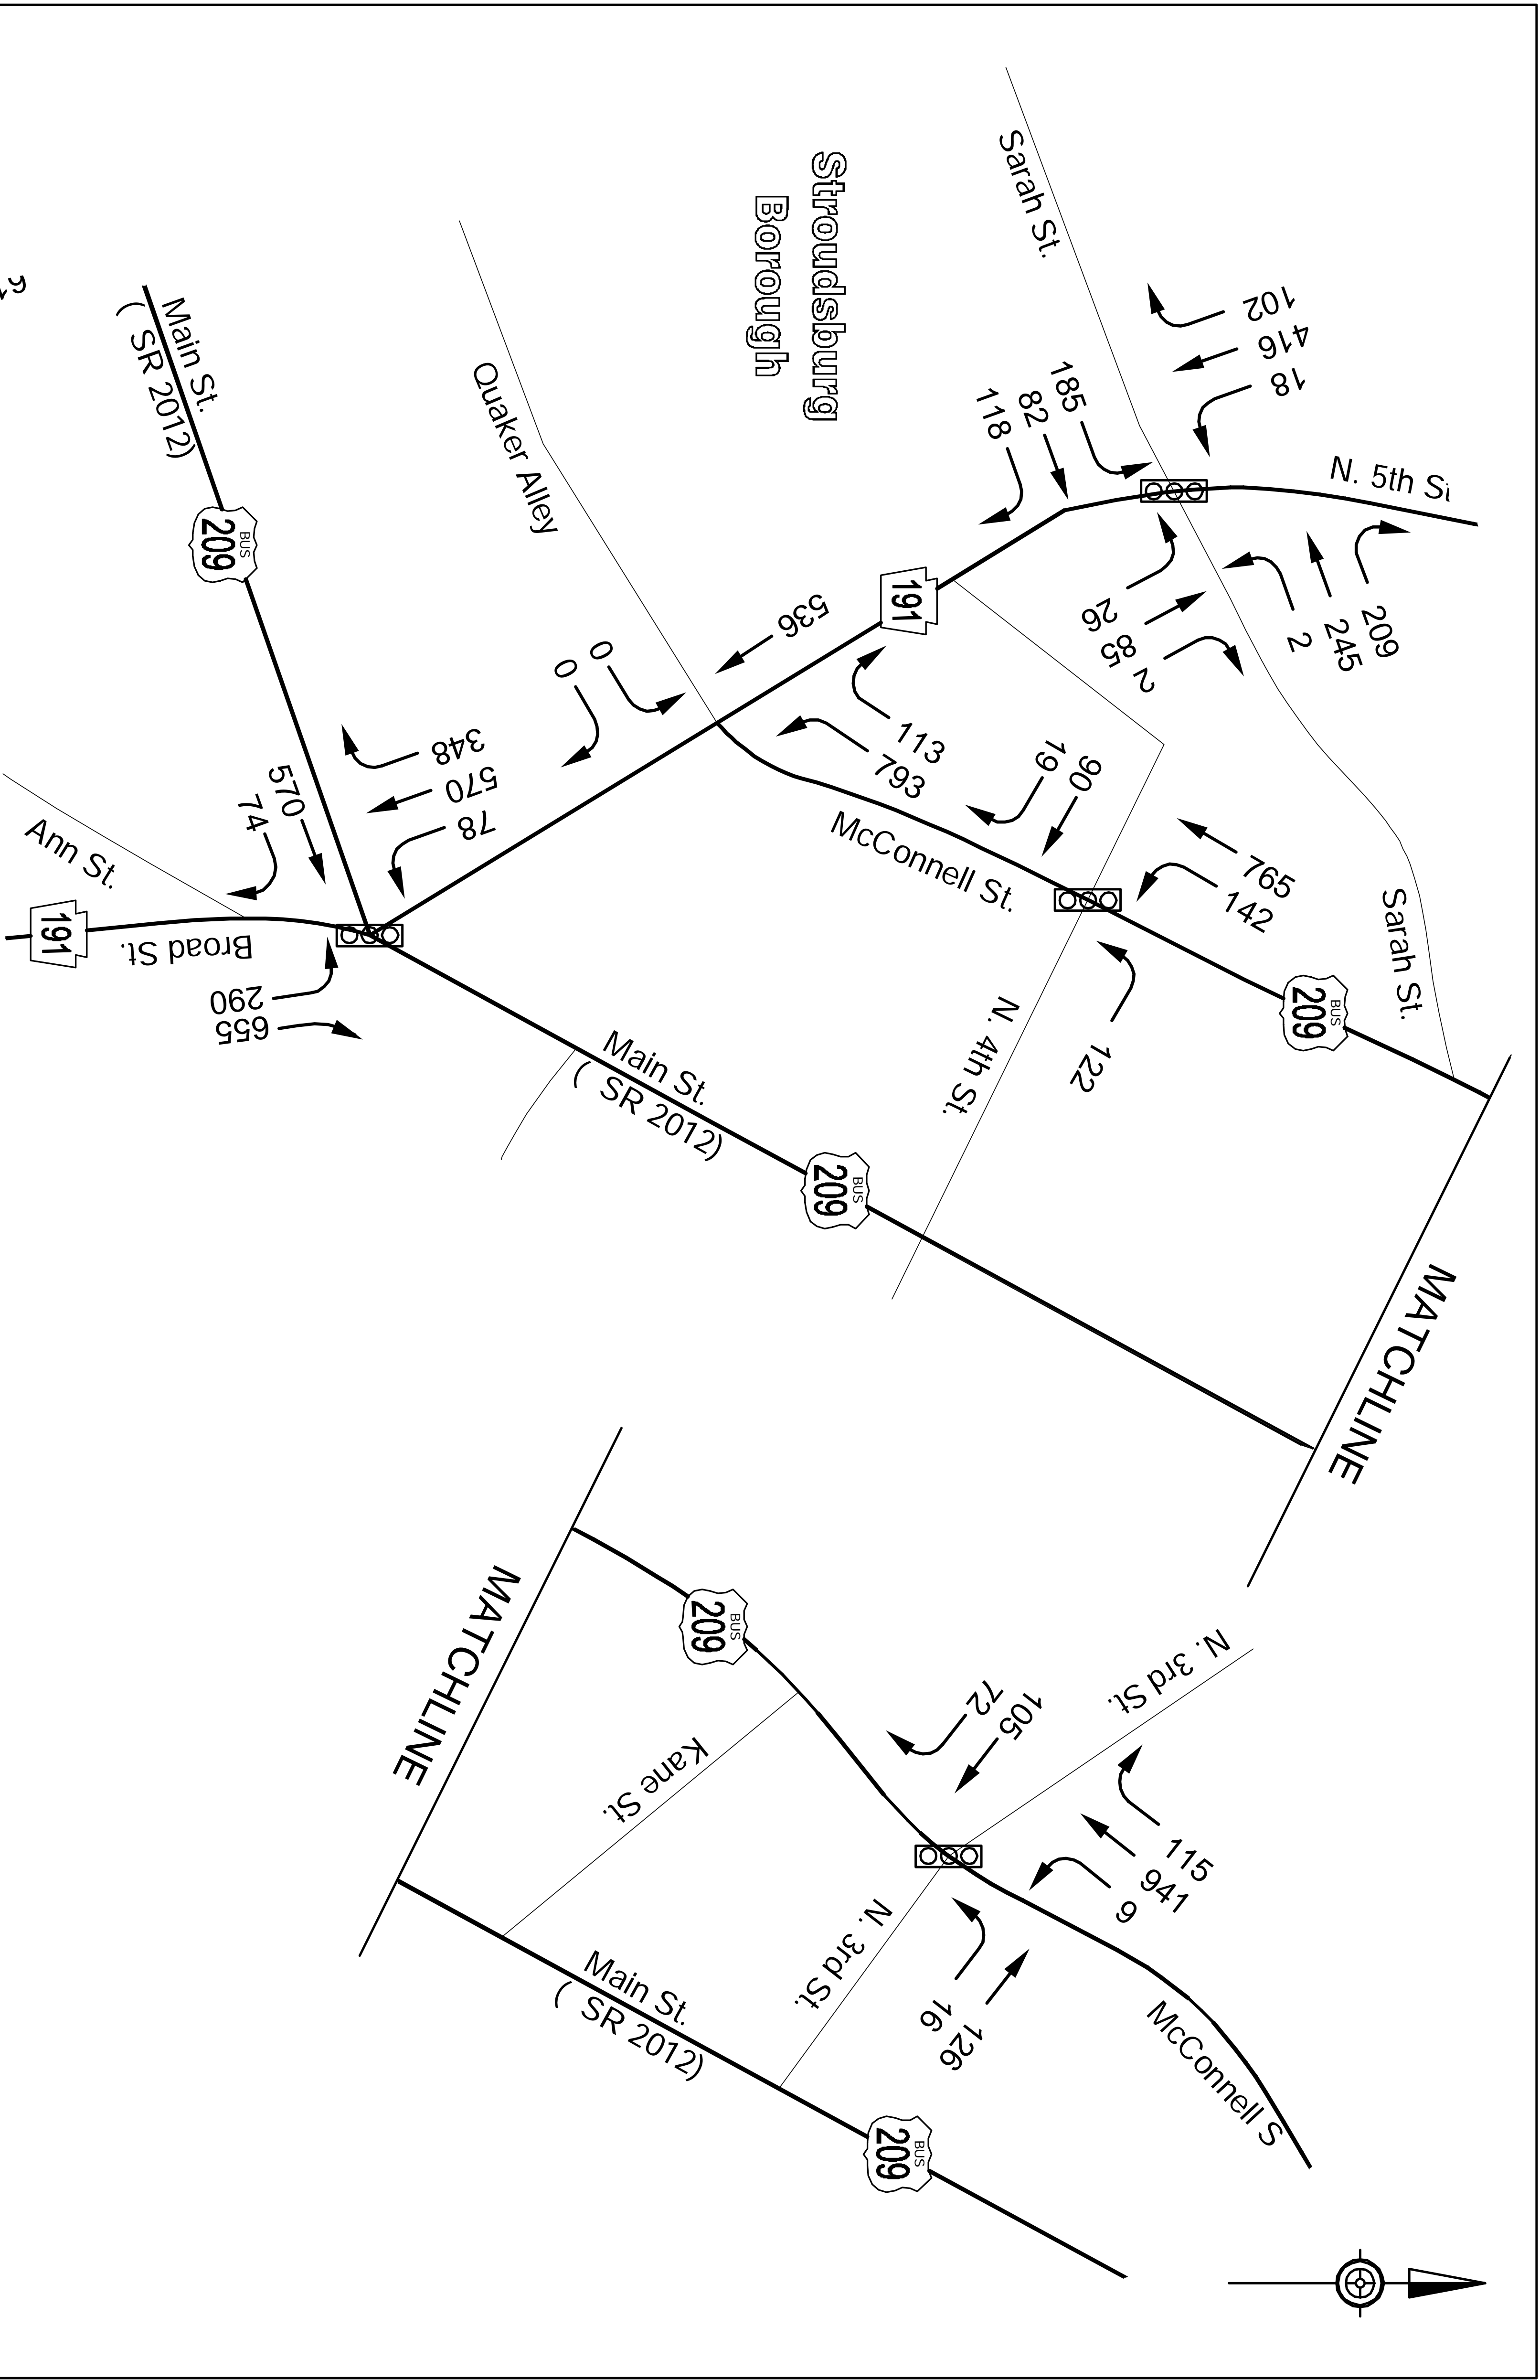 Stroudsburg
Borough
Sarah St.
102
416
18
N. 5th St
209
245
2
185
82
118
26
85
2
191
536
Quaker Alley
0
0
113
793
McConnell St.
19
90
765
142
Sarah St.
BUS
209
122
N. 4th St.
MATCHLINE
Main St.
( SR 2012)
BUS
209
348
570
78
570
74
Ann St.
191
Broad St.
290
655
Main St.
( SR 2012)
BUS
209
MATCHLINE
BUS
209
Kane St.
72
105
N. 3rd St.
115
941
9
N. 3rd St.
16
126
McConnell S
Main St.
( SR 2012)
BUS
209